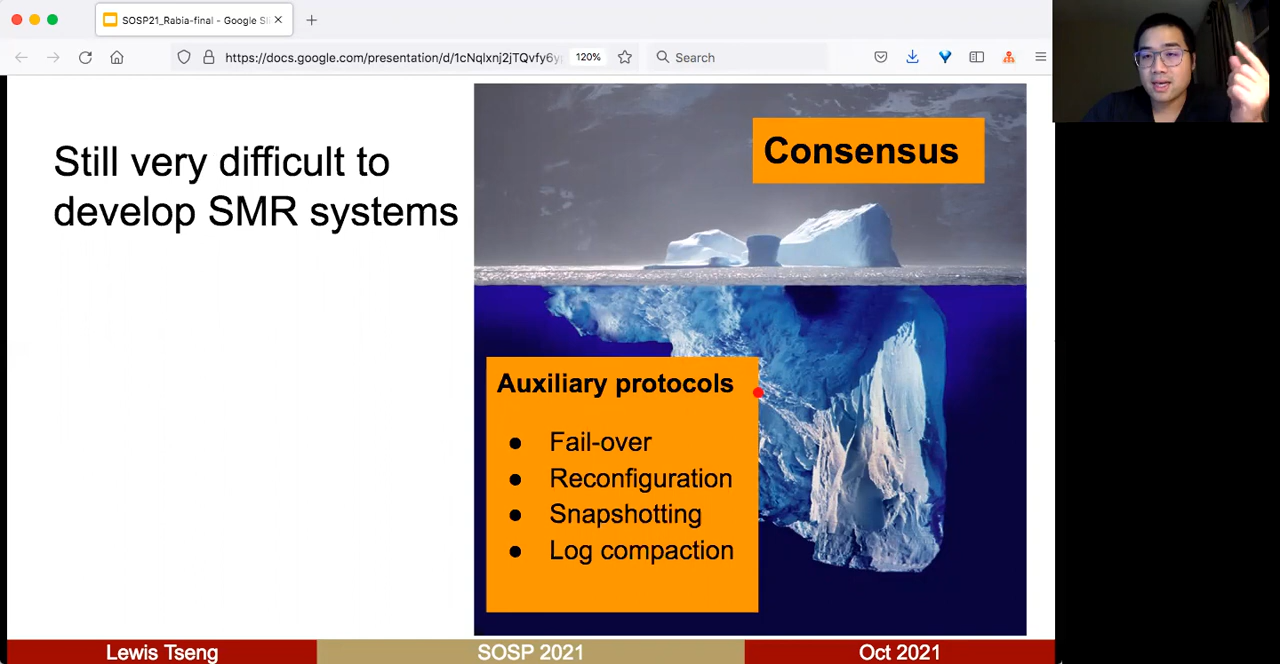 SOSP21_Rabia-final - Google Sl
https://docs.google.com/presentation/d/1cNqlxnj2jTQvfy6y
120%
Search
Still very difficult to
develop SMR systems
Consensus
Auxiliary protocols
● Fail-over
● Reconfiguration
● Snapshotting
● Log compaction
Lewis Tseng
SOSP 2021
Oct 2021